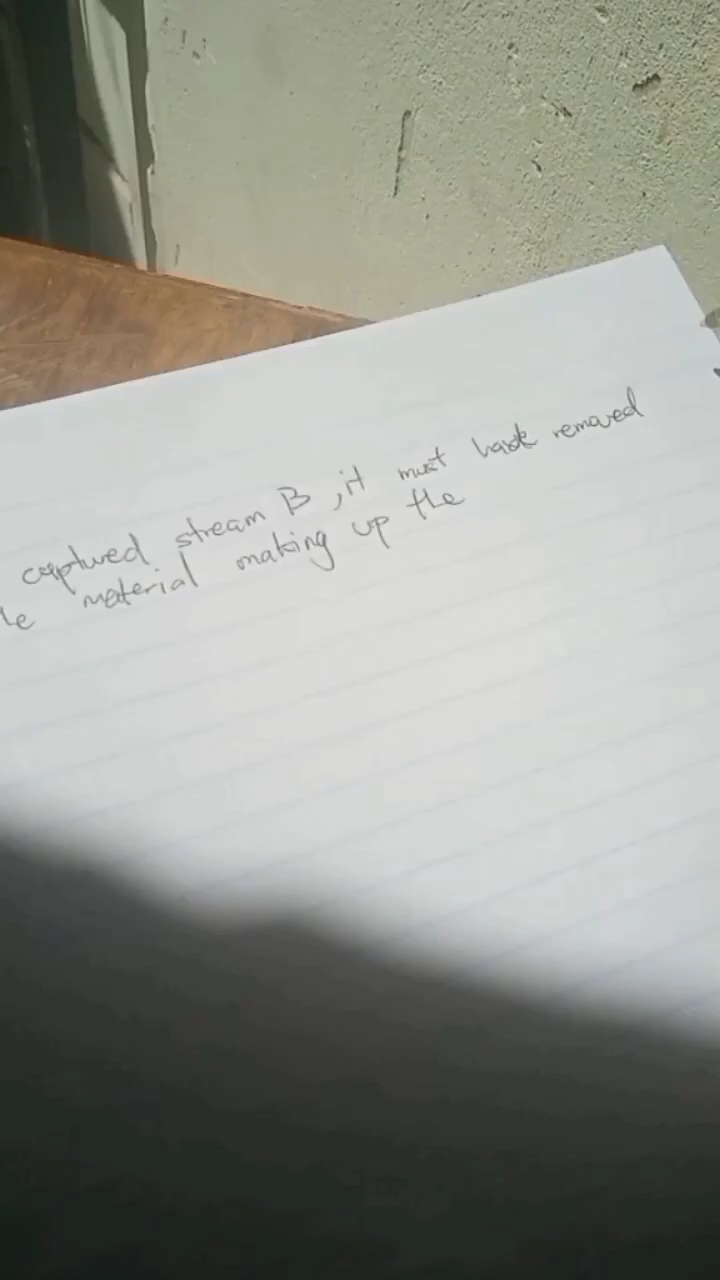 captured stream B, it must have removed
material making up the